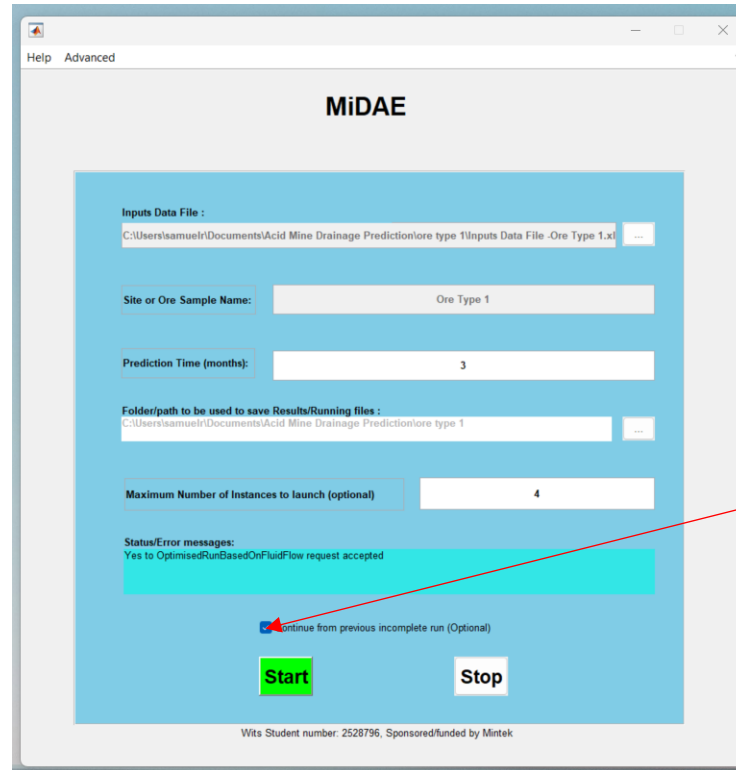 Help Advanced
MiDAE
Inputs Data File :
C:\Users\samuelr\Documents\Acid Mine Drainage Prediction\ore type 1\Inputs Data File -Ore Type 1.xl ...
Site or Ore Sample Name: Ore Type 1
Prediction Time (months): 3
Folder/path to be used to save Results/Running files :
C:\Users\samuelr\Documents\Acid Mine Drainage Prediction\ore type 1 ...
Maximum Number of Instances to launch (optional) 4
Status/Error messages:
Yes to OptimisedRunBasedOnFluidFlow request accepted
Continue from previous incomplete run (Optional)
Start Stop
Wits Student number: 2528796, Sponsored/funded by Mintek